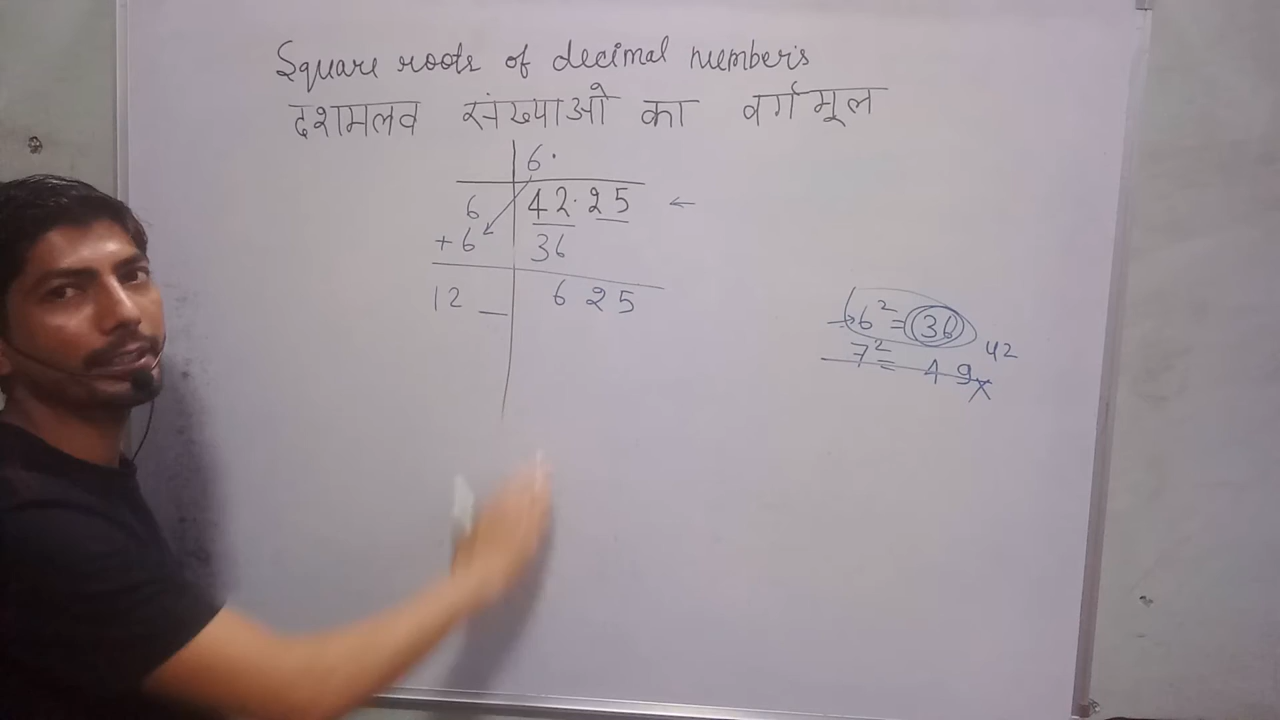 Square roots of decimal number's
दशमलव संख्याओ का वर्गमूल
6.
6 42.25 ←
+6 36
12 _ 625
→ 6² = 36
42
7² = 49 x